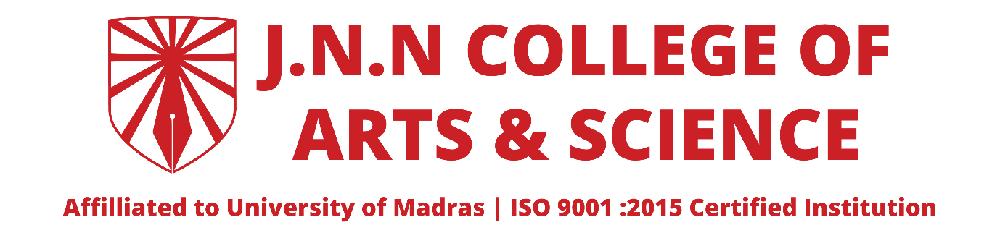 J.N.N COLLEGE OF
ARTS & SCIENCE
Affilliated to University of Madras | ISO 9001 :2015 Certified Institution